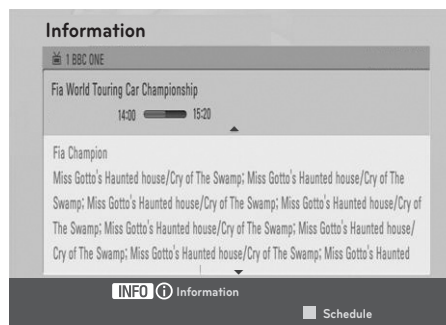 Information
1 BBC ONE
Fia World Touring Car Championship
14:00 15:20
Fia Champion
Miss Gotto's Haunted house/Cry of The Swamp; Miss Gotto's Haunted house/Cry of The
Swamp; Miss Gotto's Haunted house/Cry of The Swamp; Miss Gotto's Haunted house/Cry of
The Swamp; Miss Gotto's Haunted house/Cry of The Swamp; Miss Gotto's Haunted house/
Cry of The Swamp; Miss Gotto's Haunted house/Cry of The Swamp; Miss Gotto's Haunted
INFO i Information
Schedule